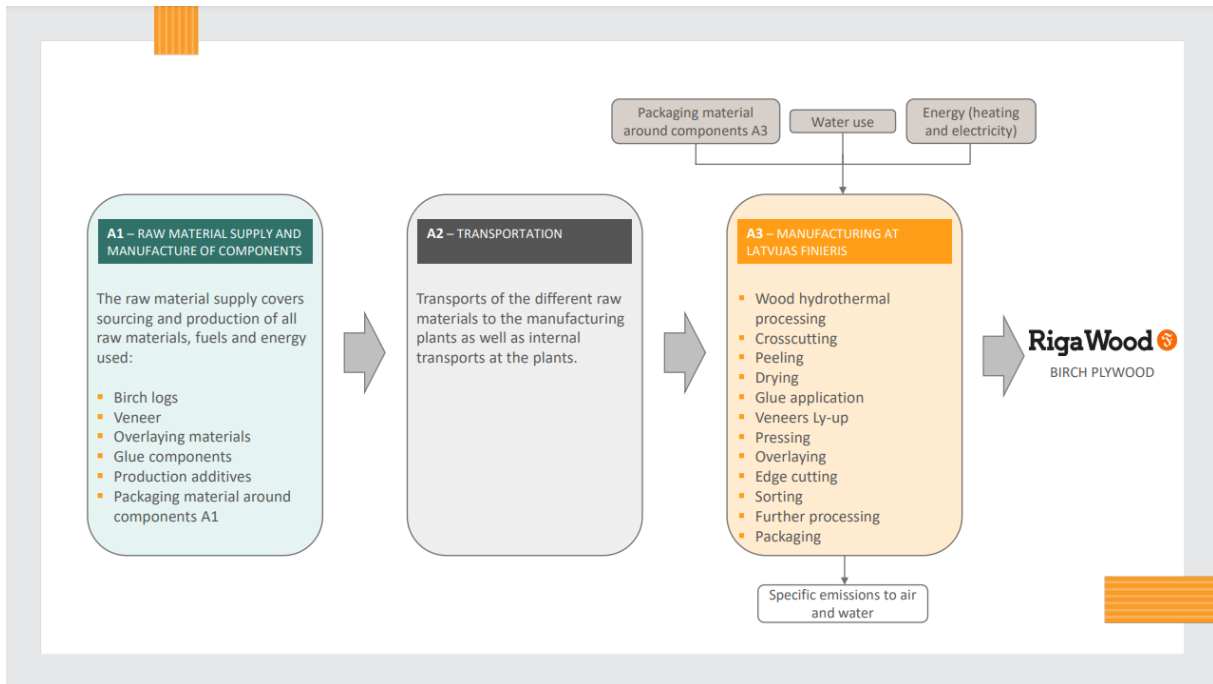 Packaging material
around components A3
Water use
Energy (heating
and electricity)
A1 – RAW MATERIAL SUPPLY AND
MANUFACTURE OF COMPONENTS
The raw material supply covers
sourcing and production of all
raw materials, fuels and energy
used:
Birch logs
Veneer
Overlaying materials
Glue components
Production additives
Packaging material around
components A1
A2 – TRANSPORTATION
Transports of the different raw
materials to the manufacturing
plants as well as internal
transports at the plants.
A3 – MANUFACTURING AT
LATVIJAS FINIERIS
Wood hydrothermal
processing
Crosscutting
Peeling
Drying
Glue application
Veneers Ly-up
Pressing
Overlaying
Edge cutting
Sorting
Further processing
Packaging
Specific emissions to air
and water
RigaWood
BIRCH PLYWOOD